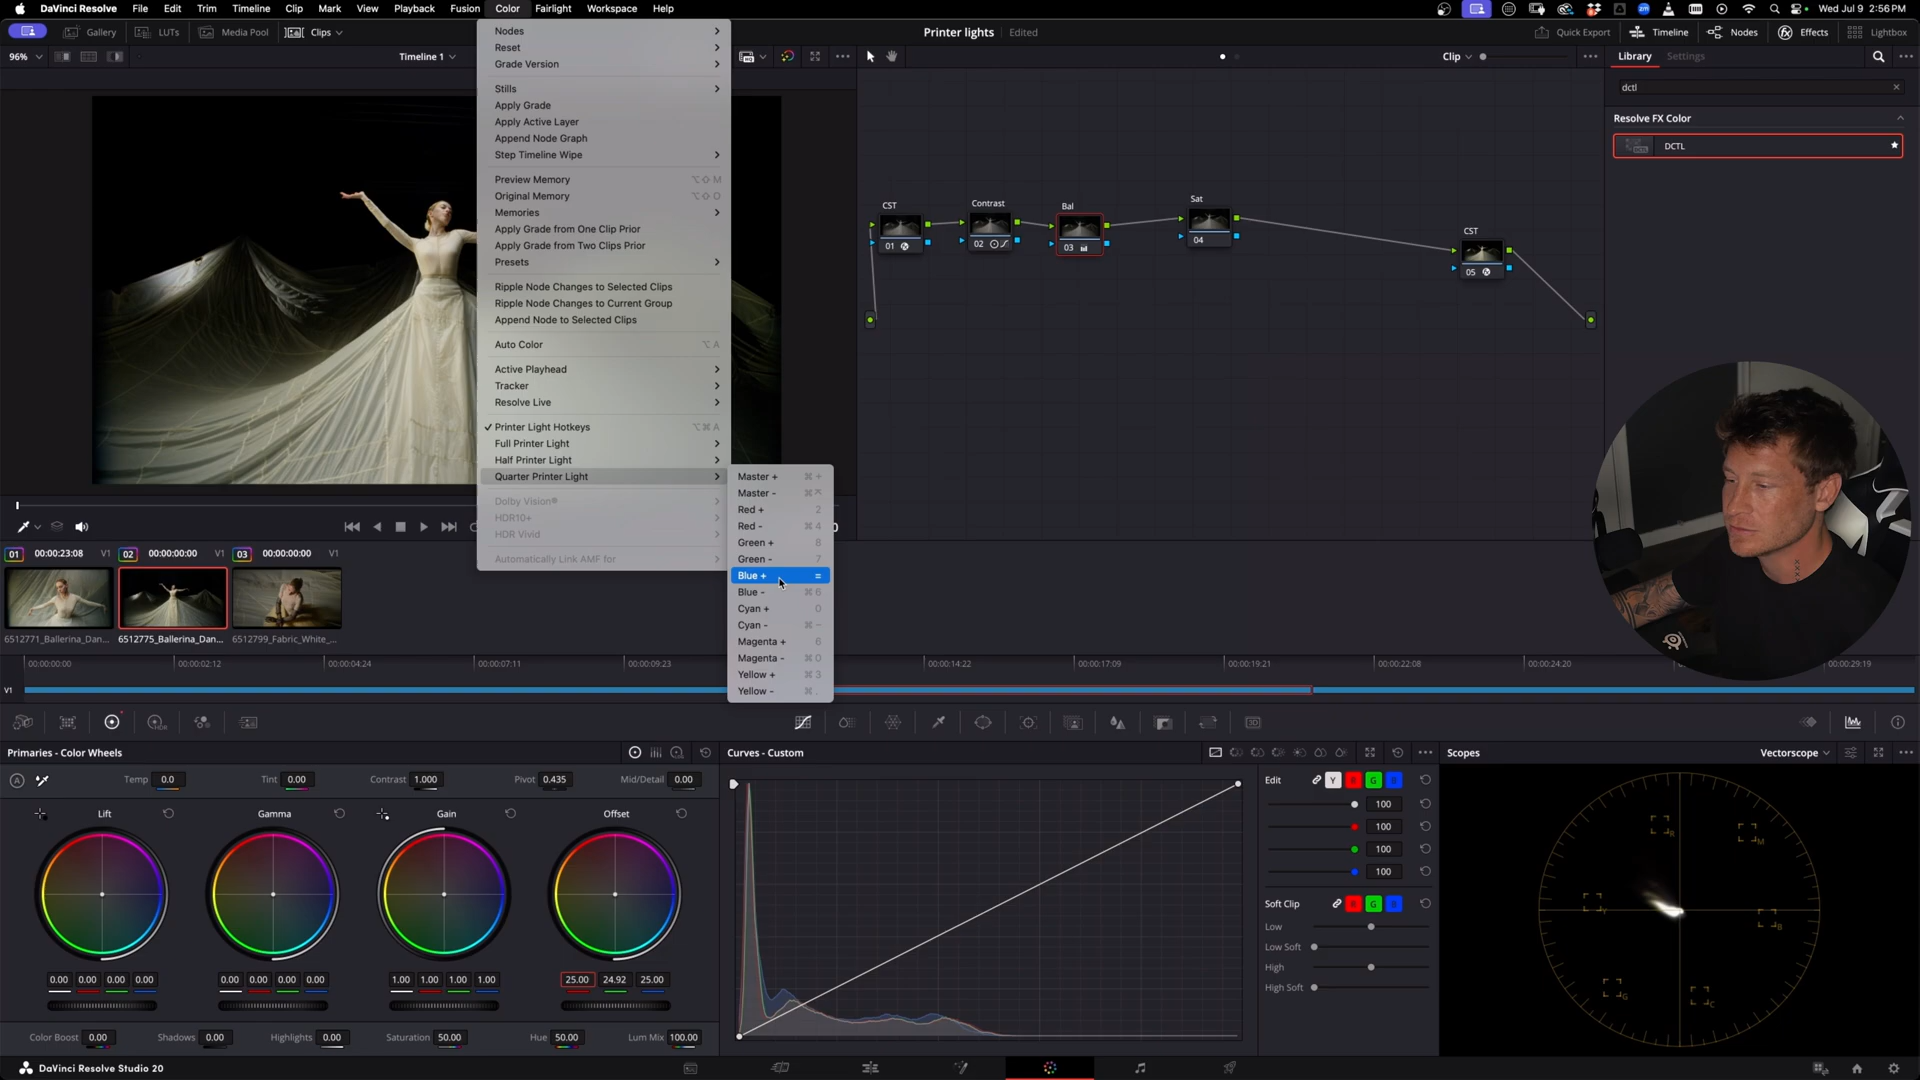 DaVinci Resolve File Edit Trim Timeline Clip Mark View Playback Fusion Color Fairlight Workspace Help
Wed Jul 9 2:56 PM
Gallery LUTs Media Pool Clips
Printer lights Edited
Quick Export Timeline Nodes Effects Lightbox
96%
Timeline 1
Clip
Library Settings
dctl
Resolve FX Color
DCTL
Nodes
Reset
Grade Version
Stills
Apply Grade
Apply Active Layer
Append Node Graph
Step Timeline Wipe
Preview Memory ⌥⇧M
Original Memory ⌥⇧O
Memories
Apply Grade from One Clip Prior
Apply Grade from Two Clips Prior
Presets
Ripple Node Changes to Selected Clips
Ripple Node Changes to Current Group
Append Node to Selected Clips
Auto Color ⌥A
Active Playhead
Tracker
Resolve Live
✓ Printer Light Hotkeys ⌥⌘A
Full Printer Light
Half Printer Light
Quarter Printer Light
Dolby Vision®
HDR10+
HDR Vivid
Automatically Link AMF for
Master + ⌘+
Master - ⌘
Red + 2
Red - ⌘4
Green + 8
Green - 7
Blue + =
Blue - ⌘6
Cyan + 0
Cyan - ⌘-
Magenta + 6
Magenta - ⌘0
Yellow + ⌘3
Yellow - ⌘.
CST
01
Contrast
02
Bal
03
Sat
04
CST
05
01 00:00:23:08 V1 02 00:00:00:00 V1 03 00:00:00:00 V1
6512771_Ballerina_Dan... 6512775_Ballerina_Dan... 6512799_Fabric_White_...
00:00:00:00 00:00:02:12 00:00:04:24 00:00:07:11 00:00:09:23 00:00:14:22 00:00:17:09 00:00:19:21 00:00:22:08 00:00:24:20 00:00:29:19
V1
Primaries - Color Wheels
Temp 0.0 Tint 0.00 Contrast 1.000 Pivot 0.435 Mid/Detail 0.00
Lift Gamma Gain Offset
0.00 0.00 0.00 0.00 0.00 0.00 0.00 0.00 1.00 1.00 1.00 1.00 25.00 24.92 25.00
Color Boost 0.00 Shadows 0.00 Highlights 0.00 Saturation 50.00 Hue 50.00 Lum Mix 100.00
Curves - Custom
Edit Y R G B
100
100
100
100
Soft Clip R G B
Low
Low Soft
High
High Soft
Scopes Vectorscope
R
M
Y
B
G
C
DaVinci Resolve Studio 20